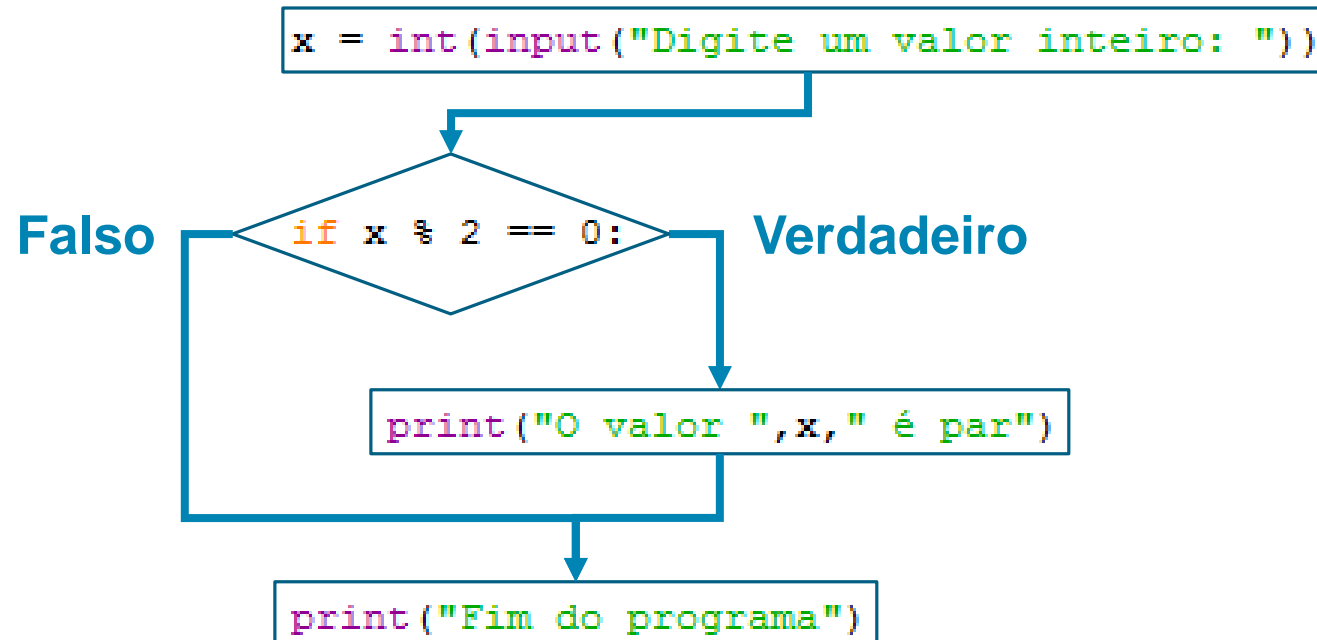 x = int(input("Digite um valor inteiro: "))
Falso
if x % 2 == 0:
Verdadeiro
print("O valor ",x," é par")
print("Fim do programa")